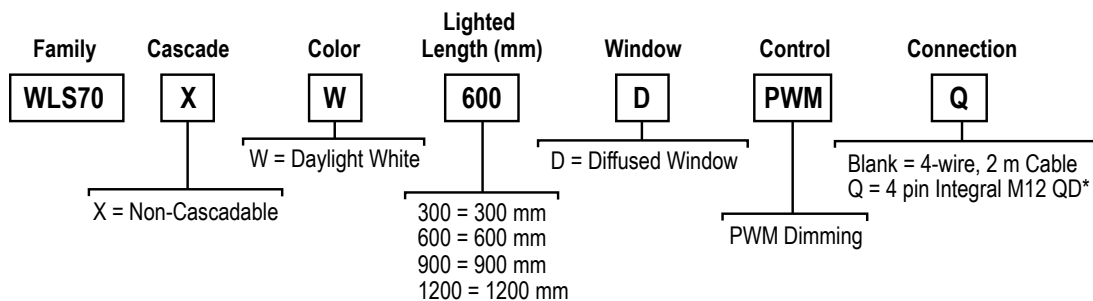 Family
Cascade
Color
Lighted
Length (mm)
Window
Control
Connection
WLS70
X
W
600
D
PWM
Q
X = Non-Cascadable
W = Daylight White
300 = 300 mm
600 = 600 mm
900 = 900 mm
1200 = 1200 mm
D = Diffused Window
PWM Dimming
Blank = 4-wire, 2 m Cable
Q = 4 pin Integral M12 QD*